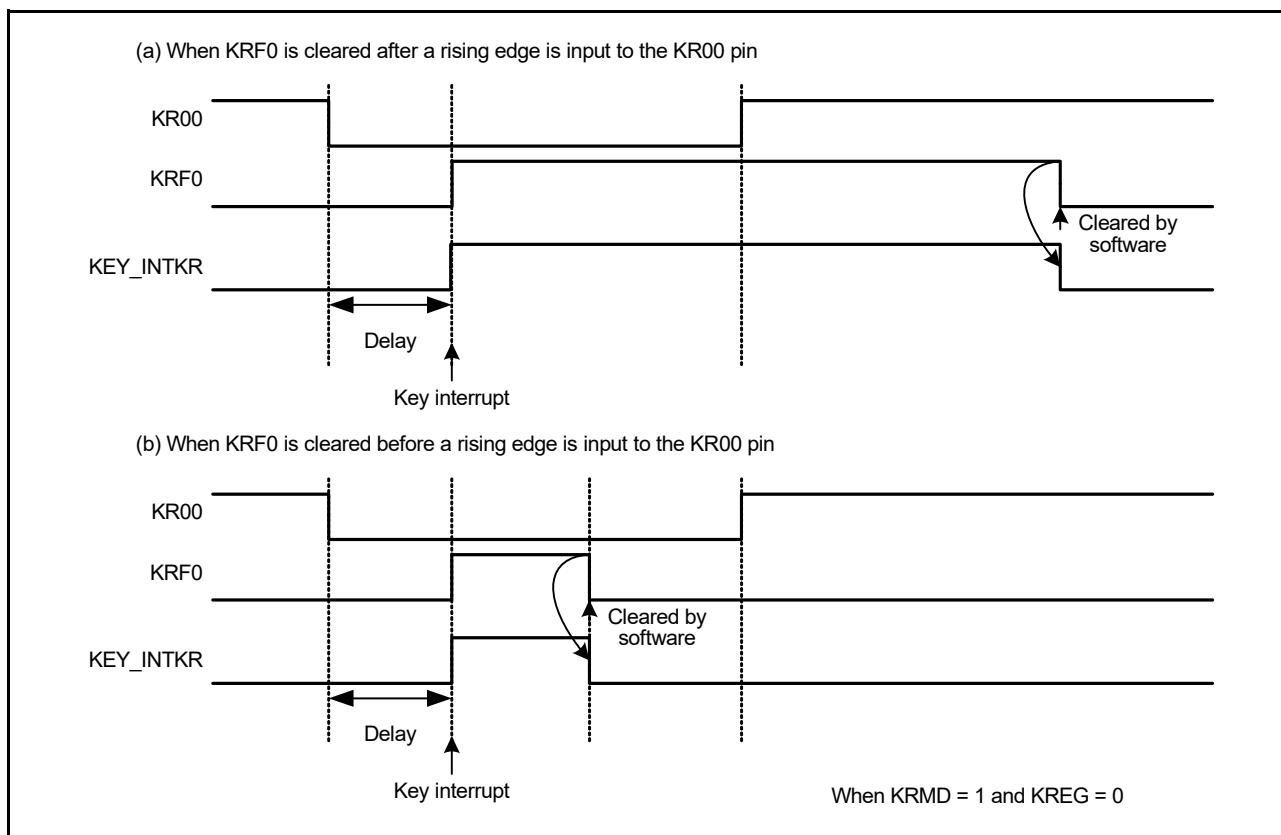 (a) When KRF0 is cleared after a rising edge is input to the KR00 pin
KR00
KRF0
Cleared by
software
KEY_INTKR
Delay
Key interrupt
(b) When KRF0 is cleared before a rising edge is input to the KR00 pin
KR00
KRF0
Cleared by
software
KEY_INTKR
Delay
Key interrupt
When KRMD = 1 and KREG = 0